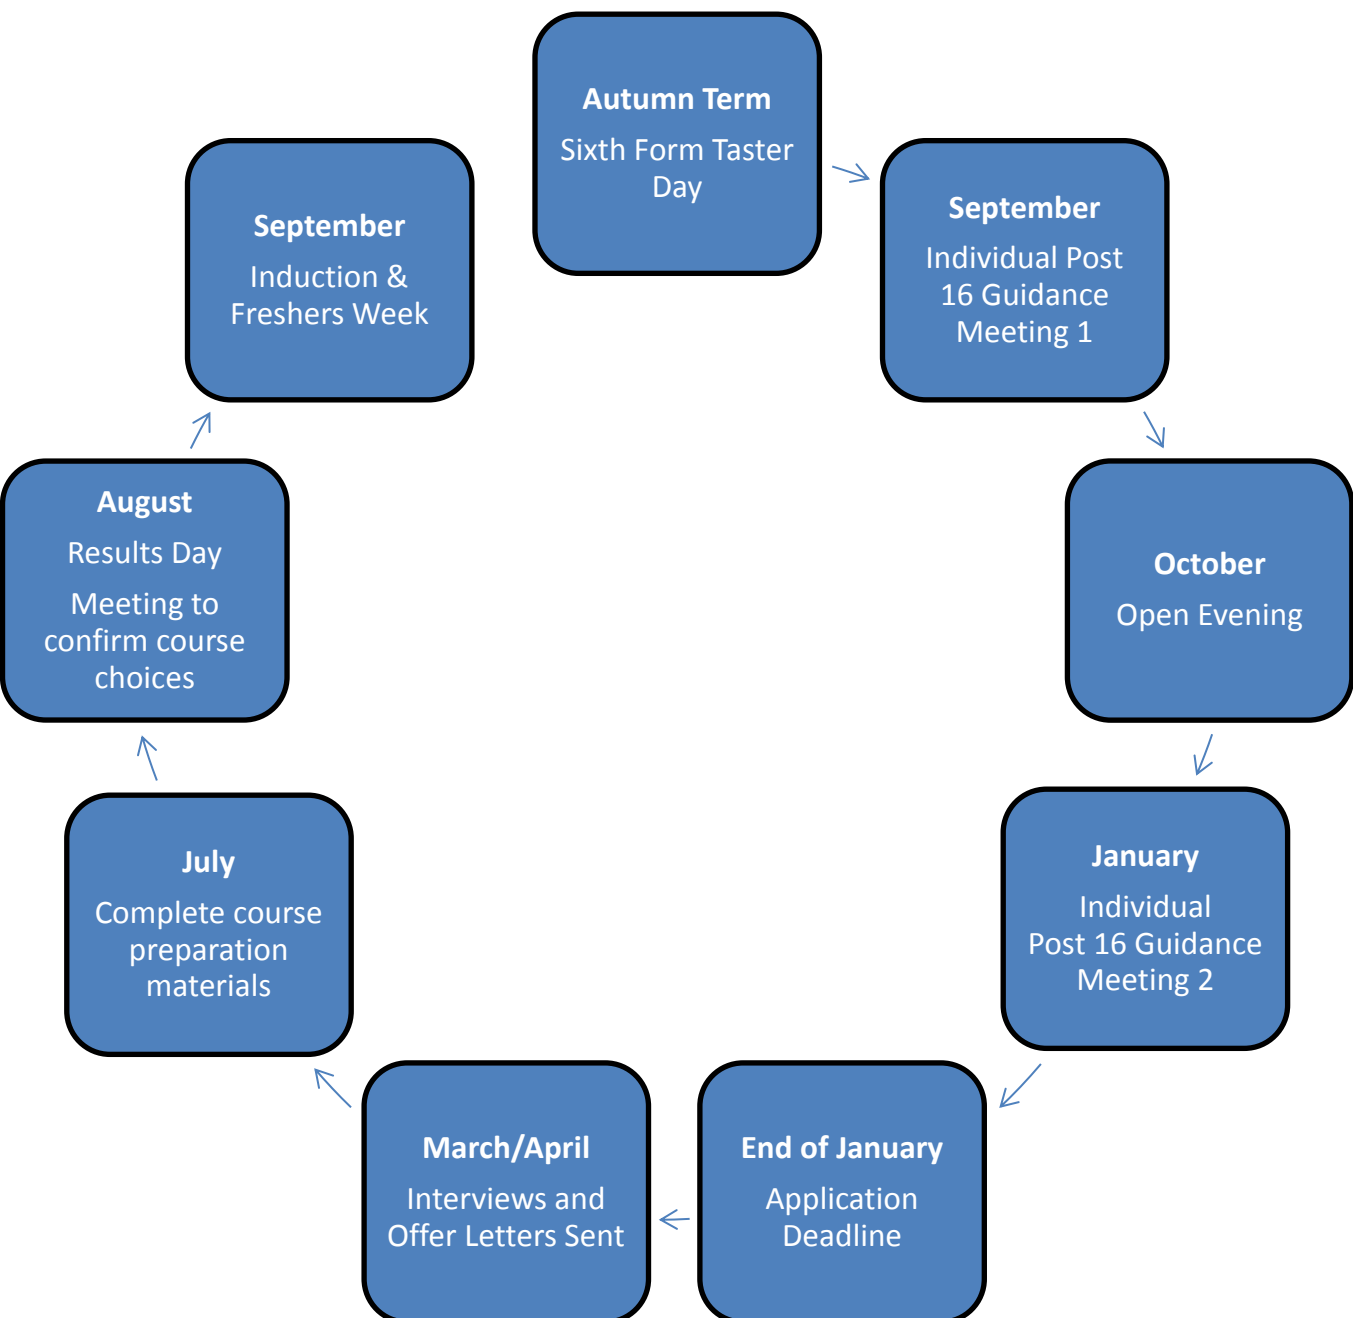 Autumn Term
Sixth Form Taster
Day
September
Individual Post
16 Guidance
Meeting 1
October
Open Evening
January
Individual
Post 16 Guidance
Meeting 2
End of January
Application
Deadline
March/April
Interviews and
Offer Letters Sent
July
Complete course
preparation
materials
August
Results Day
Meeting to
confirm course
choices
September
Induction &
Freshers Week